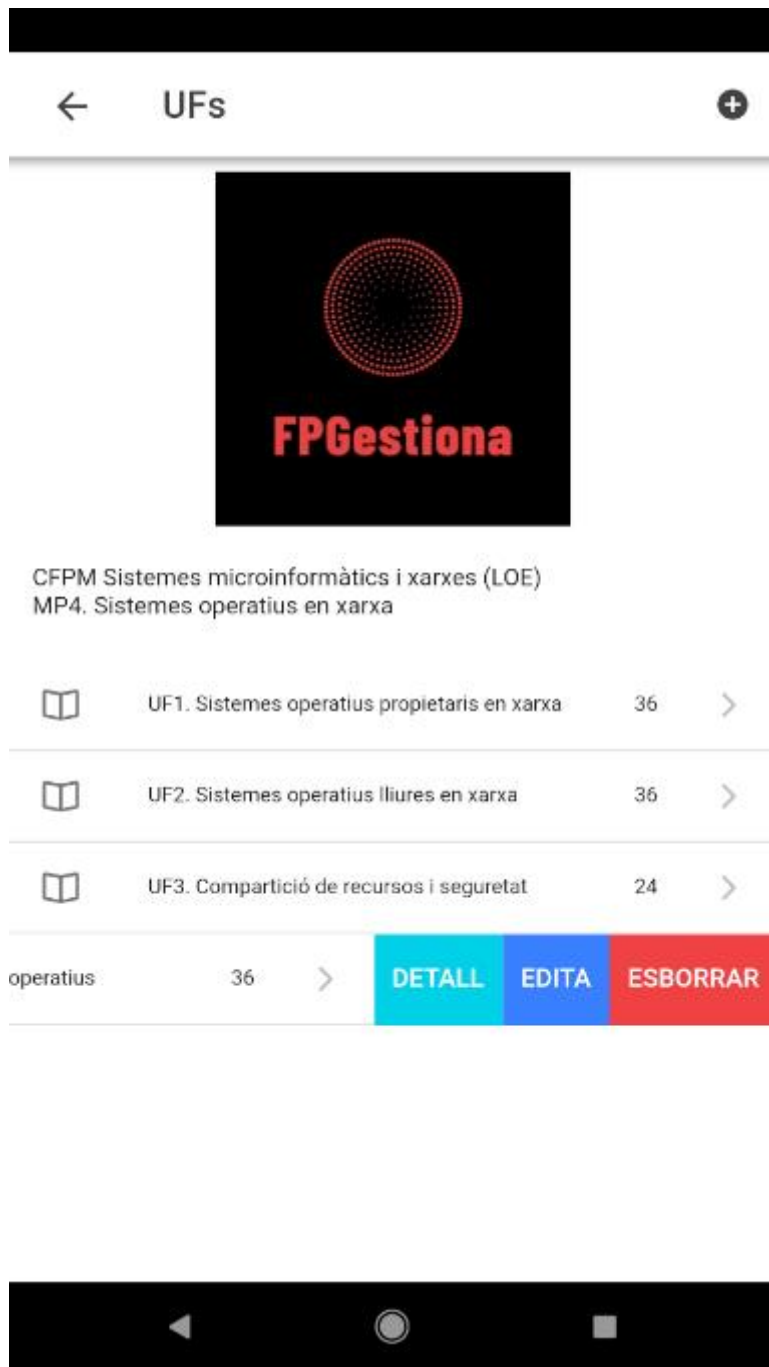 UFs
FPGestiona
CFPM Sistemes microinformàtics i xarxes (LOE)
MP4. Sistemes operatius en xarxa
UF1. Sistemes operatius propietaris en xarxa 36
UF2. Sistemes operatius lliures en xarxa 36
UF3. Compartició de recursos i seguretat 24
operatius 36 DETALL EDITA ESBORRAR